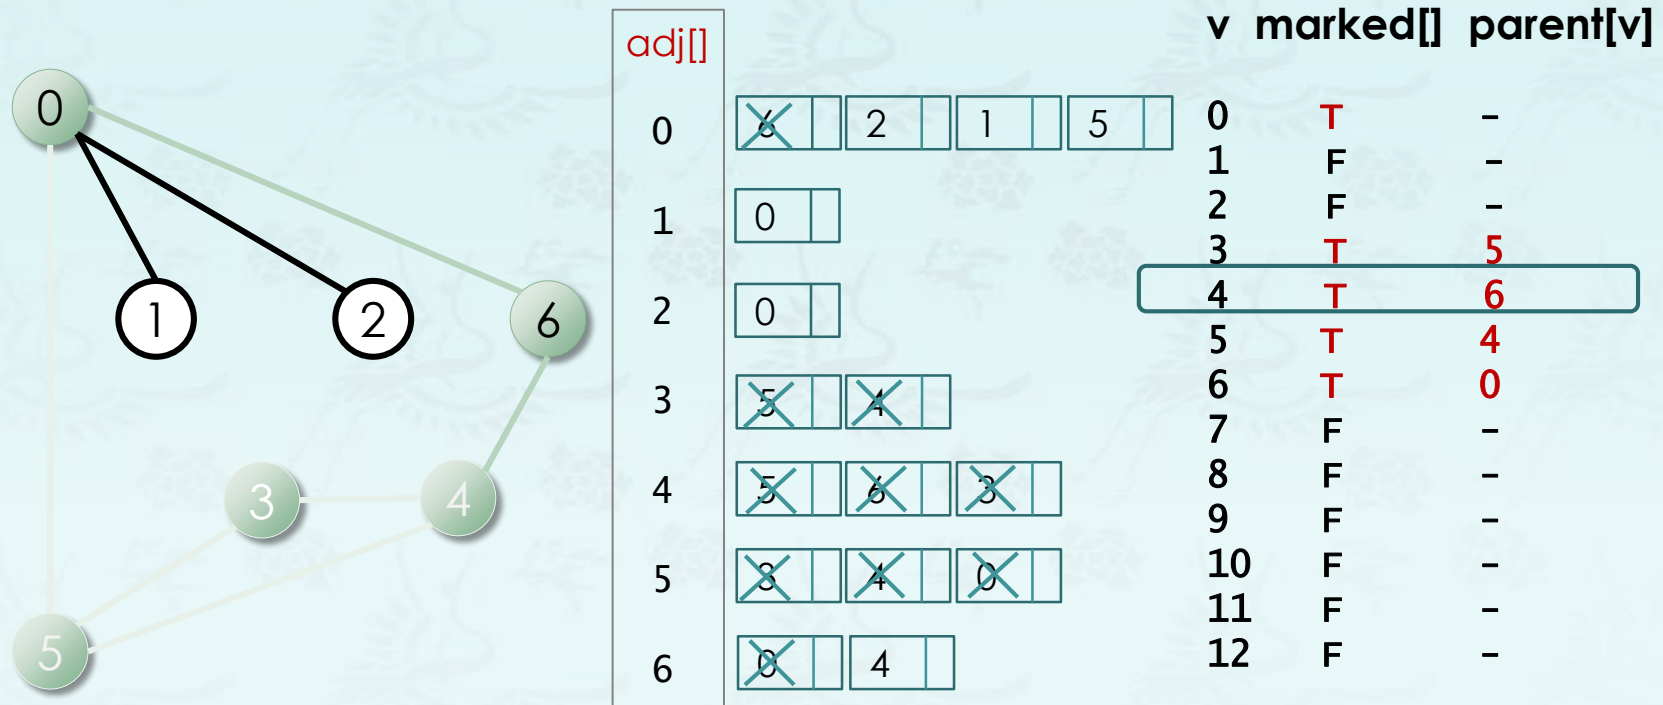 v marked[] parent[v]
adj[]
0 T –
0
0 6 2 1 5
1 F –
2 F –
1 0
3 T 5
4 T 6
1 2 6
2 0
5 T 4
6 T 0
3 5 4
7 F –
8 F –
3 4
4 5 6 3
9 F –
10 F –
5 3 4 0
11 F –
12 F –
5
6 0 4